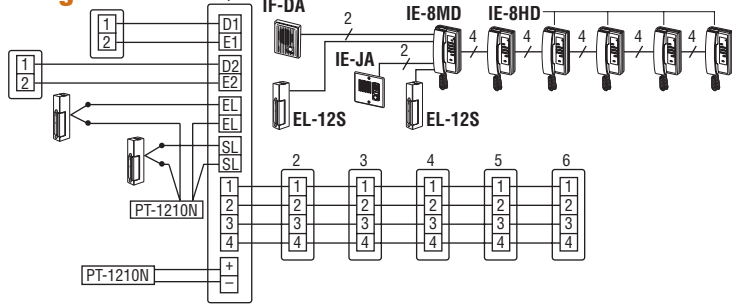 g
IF-DA
IE-8MD IE-8HD
2
4 4 4 4 4
IE-JA
2
EL-12S EL-12S
1 D1
2 E1
1 D2
2 E2
EL
EL
SL
SL
PT-1210N
2 3 4 5 6
1 1 1 1 1 1
2 2 2 2 2 2
3 3 3 3 3 3
4 4 4 4 4 4
PT-1210N +
–